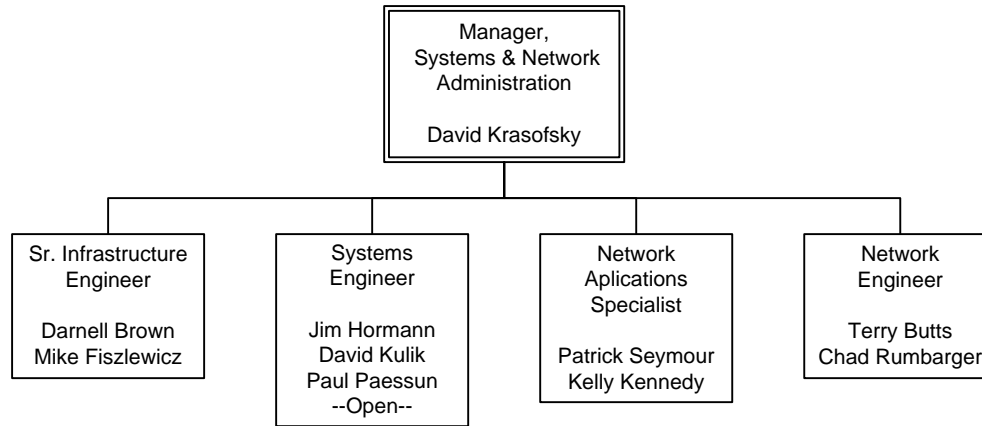 Manager,
Systems & Network
Administration
David Krasofsky
Sr. Infrastructure
Engineer
Darnell Brown
Mike Fiszlewicz
Systems
Engineer
Jim Hormann
David Kulik
Paul Paessun
--Open--
Network
Aplications
Specialist
Patrick Seymour
Kelly Kennedy
Network
Engineer
Terry Butts
Chad Rumbarger